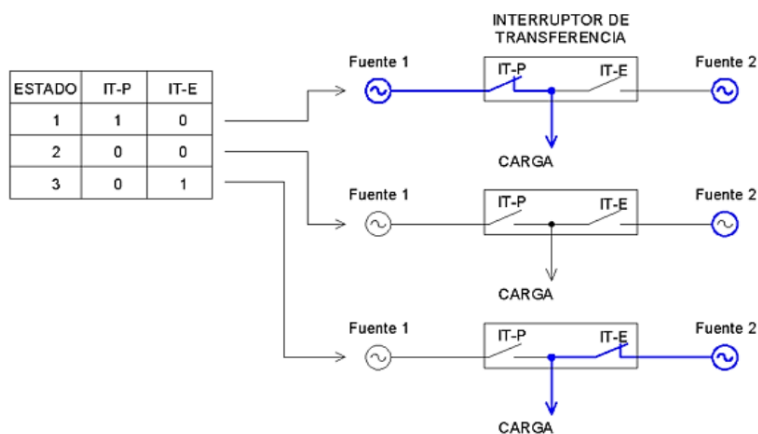 INTERRUPTOR DE
TRANSFERENCIA
ESTADO IT-P IT-E
1 1 0
2 0 0
3 0 1
Fuente 1 IT-P IT-E Fuente 2
CARGA
Fuente 1 IT-P IT-E Fuente 2
CARGA
Fuente 1 IT-P IT-E Fuente 2
CARGA